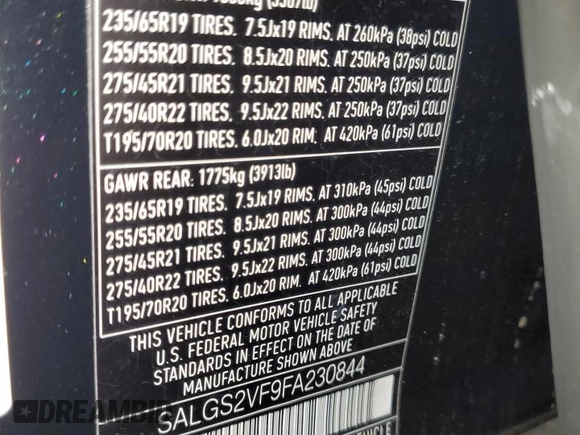 235/65R19 TIRES. 7.5Jx19 RIMS. AT 260kPa (38psi) COLD
255/55R20 TIRES. 8.5Jx20 RIMS. AT 250kPa (37psi) COLD
275/45R21 TIRES. 9.5Jx21 RIMS. AT 250kPa (37psi) COLD
275/40R22 TIRES. 9.5Jx22 RIMS. AT 250kPa (37psi) COLD
T195/70R20 TIRES. 6.0Jx20 RIM. AT 420kPa (61psi) COLD
GAWR REAR: 1775kg (3913lb)
235/65R19 TIRES. 7.5Jx19 RIMS. AT 310kPa (45psi) COLD
255/55R20 TIRES. 8.5Jx20 RIMS. AT 300kPa (44psi) COLD
275/45R21 TIRES. 9.5Jx21 RIMS. AT 300kPa (44psi) COLD
275/40R22 TIRES. 9.5Jx22 RIMS. AT 300kPa (44psi) COLD
T195/70R20 TIRES. 6.0Jx20 RIM. AT 420kPa (61psi) COLD
THIS VEHICLE CONFORMS TO ALL APPLICABLE
U.S. FEDERAL MOTOR VEHICLE SAFETY
STANDARDS IN EFFECT ON THE DATE OF
MANUFACTURE SHOWN ABOVE
SALGS2VF9FA230844
DREAMBID
VEHICLE